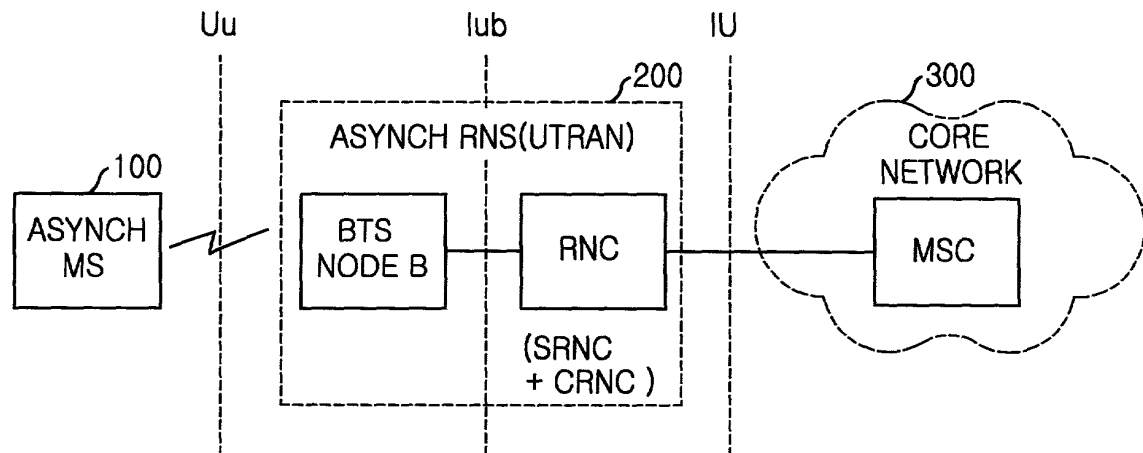 Uu
Iub
IU
200
300
ASYNCH RNS(UTRAN)
CORE
NETWORK
100
ASYNCH
MS
BTS
NODE B
RNC
MSC
(SRNC
+ CRNC )